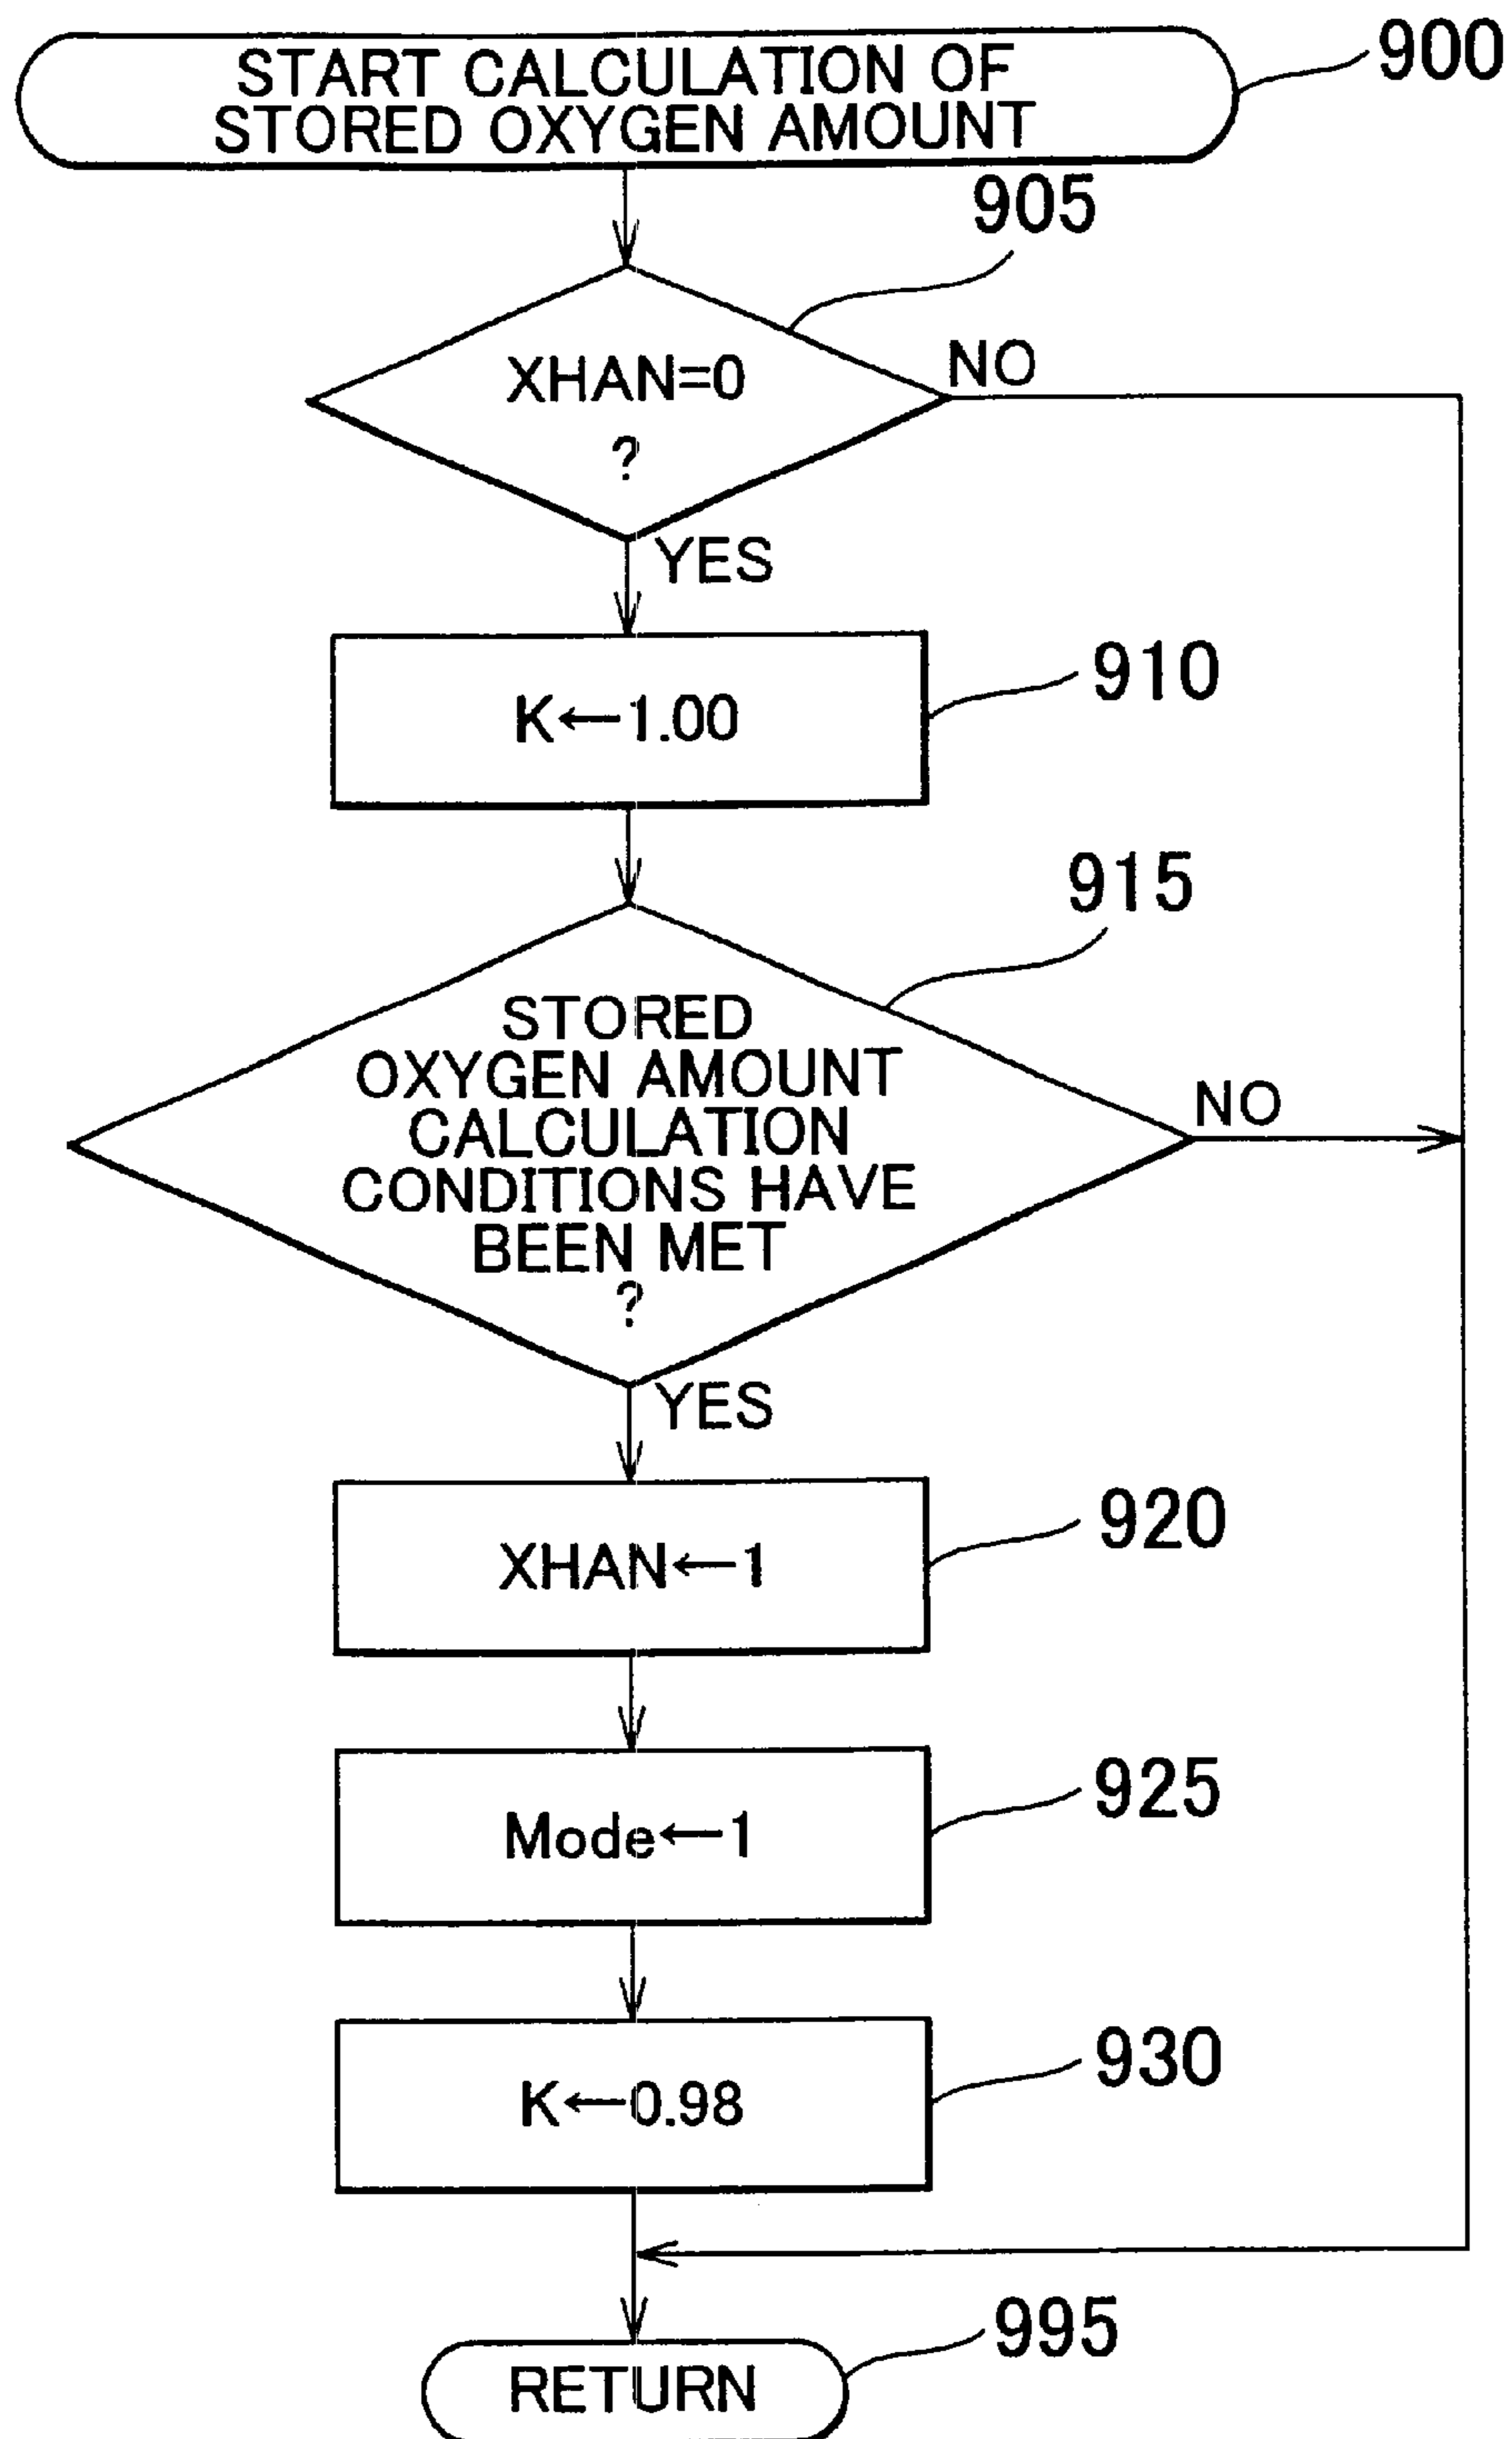 START CALCULATION OF
STORED OXYGEN AMOUNT
900
905
XHAN=0
?
NO
YES
910
K←1.00
915
STORED
OXYGEN AMOUNT
CALCULATION
CONDITIONS HAVE
BEEN MET
?
NO
YES
920
XHAN←1
925
Mode←1
930
K←0.98
995
RETURN